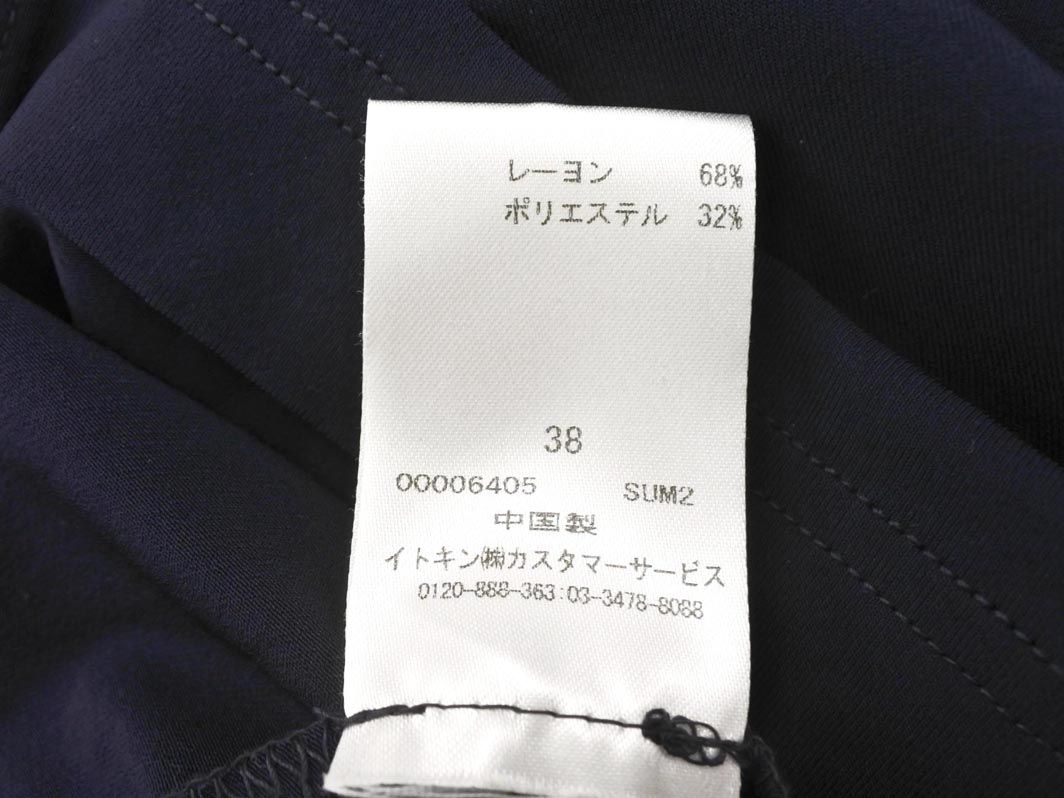 レーヨン 68%
ポリエステル 32%
38
00006405 SUM2
中国製
イトキン㈱カスタマーサービス
0120-888-363:03-3478-8088